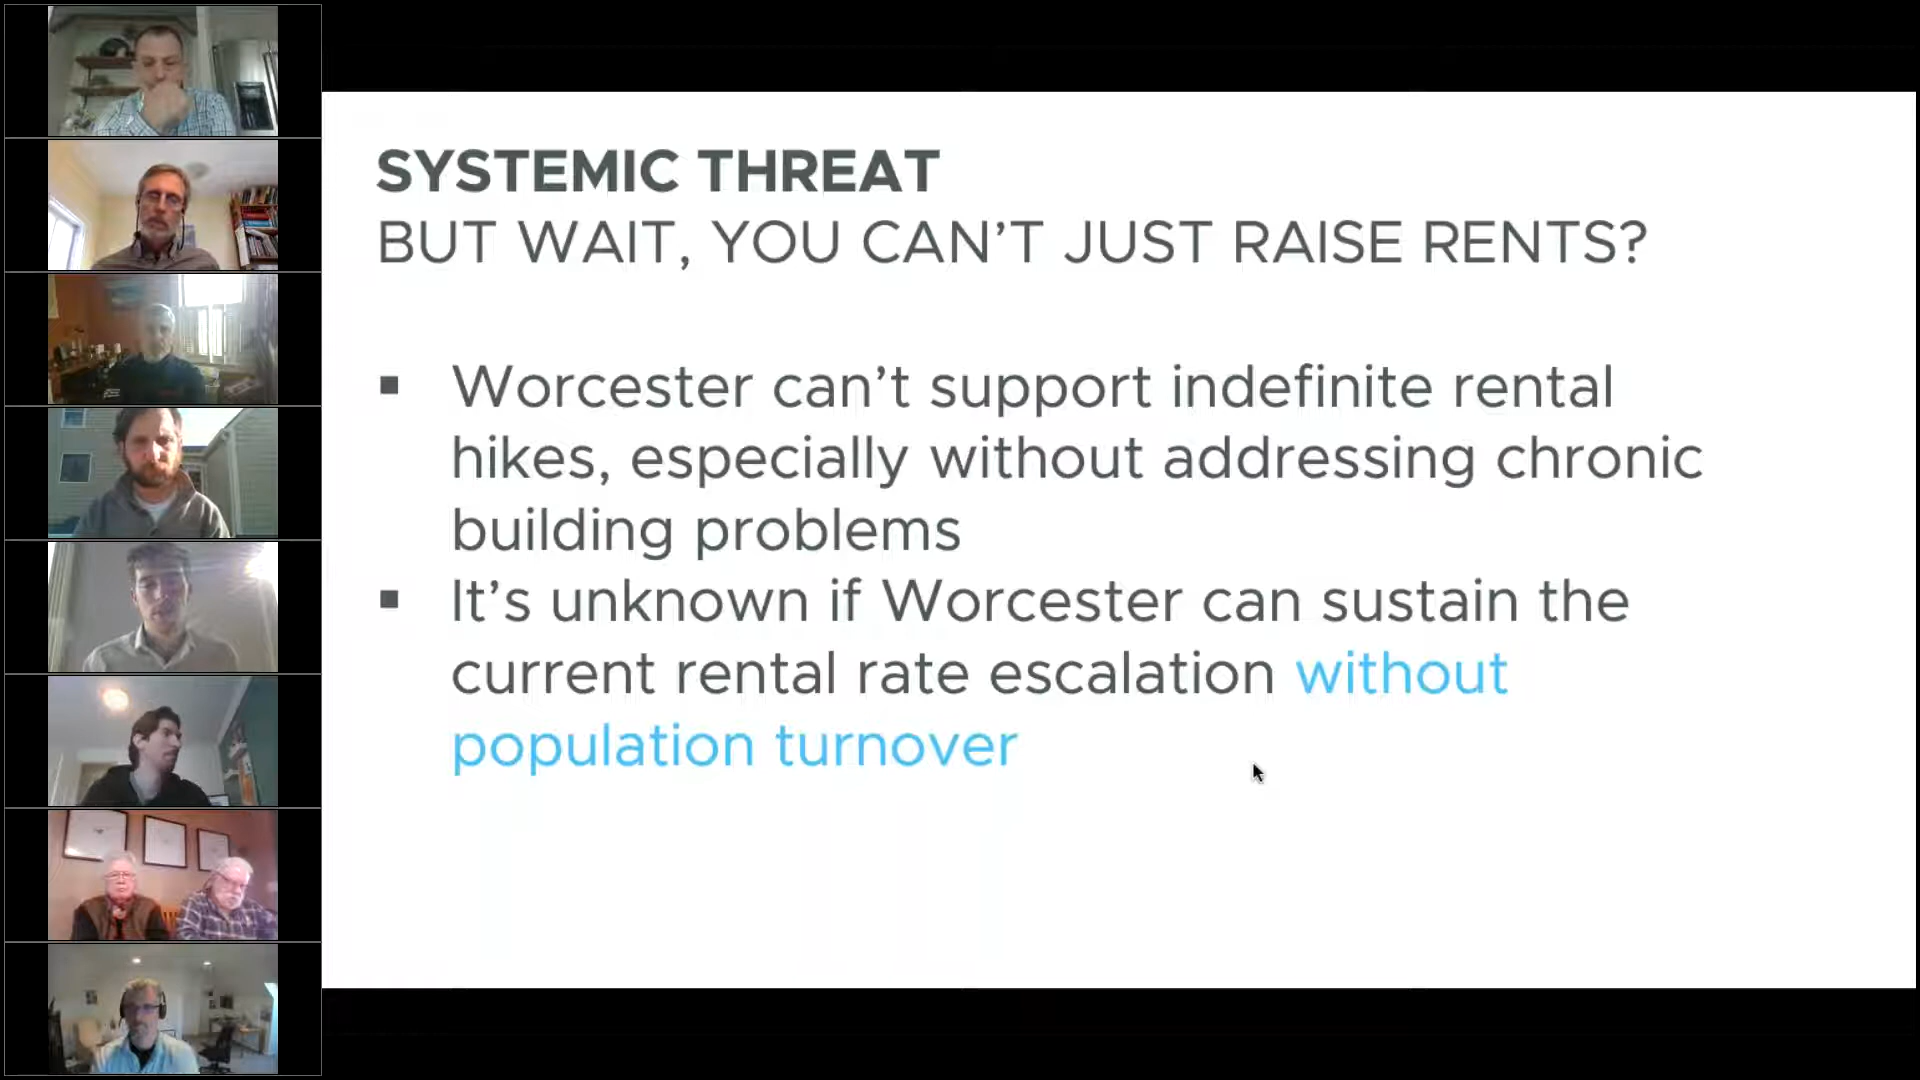 SYSTEMIC THREAT
BUT WAIT, YOU CAN’T JUST RAISE RENTS?
▪ Worcester can’t support indefinite rental
hikes, especially without addressing chronic
building problems
▪ It’s unknown if Worcester can sustain the
current rental rate escalation without
population turnover